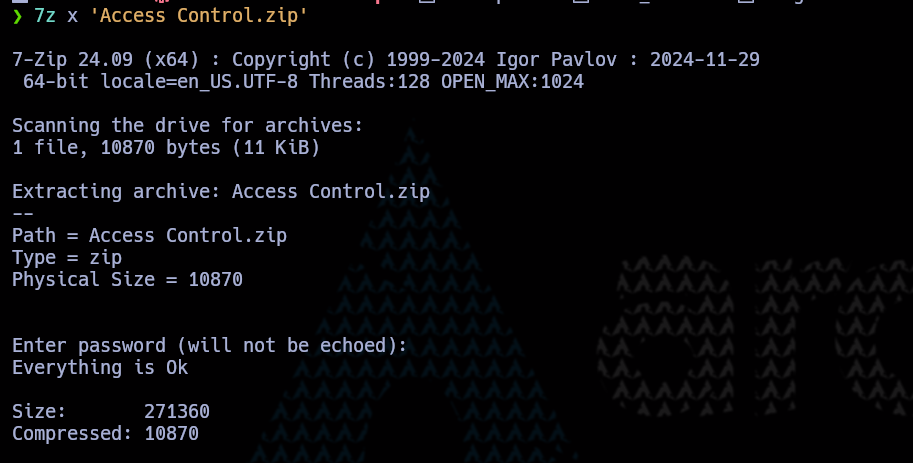 ❯ 7z x 'Access Control.zip'
7-Zip 24.09 (x64) : Copyright (c) 1999-2024 Igor Pavlov : 2024-11-29
64-bit locale=en_US.UTF-8 Threads:128 OPEN_MAX:1024
Scanning the drive for archives:
1 file, 10870 bytes (11 KiB)
Extracting archive: Access Control.zip
--
Path = Access Control.zip
Type = zip
Physical Size = 10870
Enter password (will not be echoed):
Everything is Ok
Size:       271360
Compressed: 10870